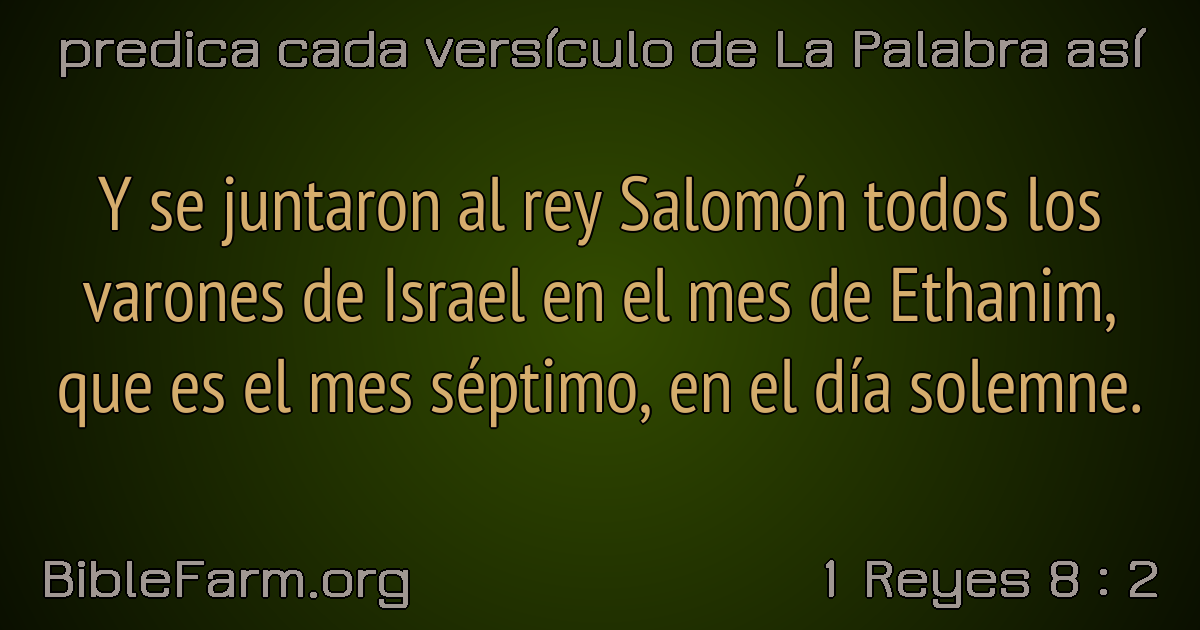 predica cada versículo de La Palabra así
Y se juntaron al rey Salomón todos los
varones de Israel en el mes de Ethanim,
que es el mes séptimo, en el día solemne.
BibleFarm.org
1 Reyes 8 : 2